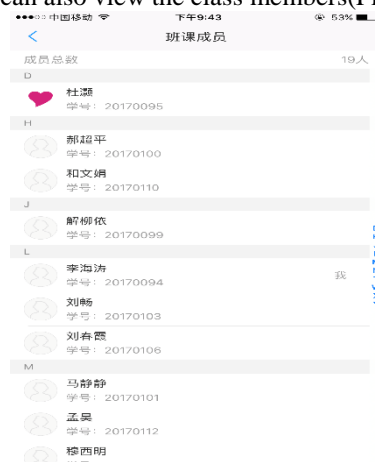 can also view the class members(Fi
中国移动 下午9:43 53%
班课成员
成员总数 19人
D
杜灏
学号：20170095
H
郝超平
学号：20170100
和文娟
学号：20170110
J
解柳依
学号：20170099
L
李海涛
学号：20170094 我
刘畅
学号：20170103
刘春霞
学号：20170106
M
马静静
学号：20170101
孟昊
学号：20170112
穆西明